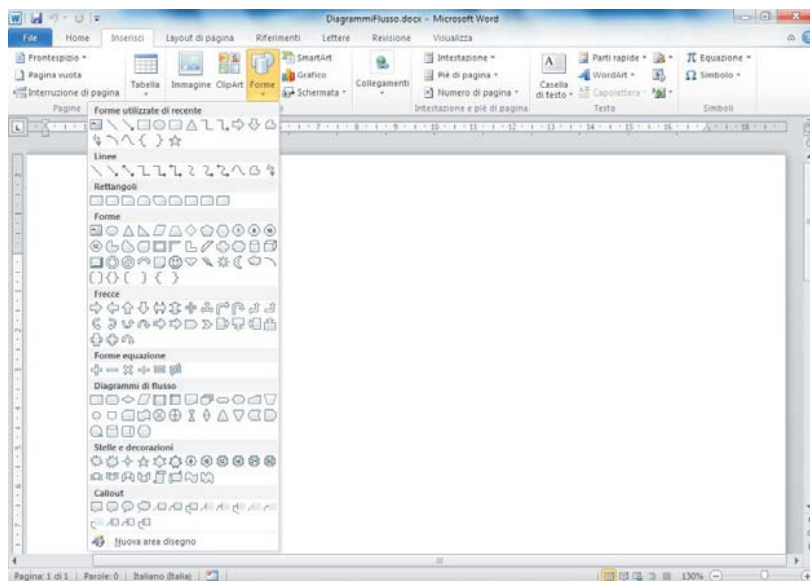 DiagrammiFlusso.docx - Microsoft Word
File Home Inserisci Layout di pagina Riferimenti Lettere Revisione Visualizza
Frontespizio
Pagina vuota
Interruzione di pagina
Pagine
Tabella
Immagine ClipArt Forme
SmartArt
Grafico
Schermata
Collegamenti
Intestazione
Piè di pagina
Numero di pagina
Intestazione e piè di pagina
Casella
di testo
Parti rapide
WordArt
Capolettera
Testo
Equazione
Simbolo
Simboli
Forme utilizzate di recente
Linee
Rettangoli
Forme
Frecce
Forme equazione
Diagrammi di flusso
Stelle e decorazioni
Callout
Nuova area disegno
Pagina: 1 di 1 Parole: 0 Italiano (Italia) 130%